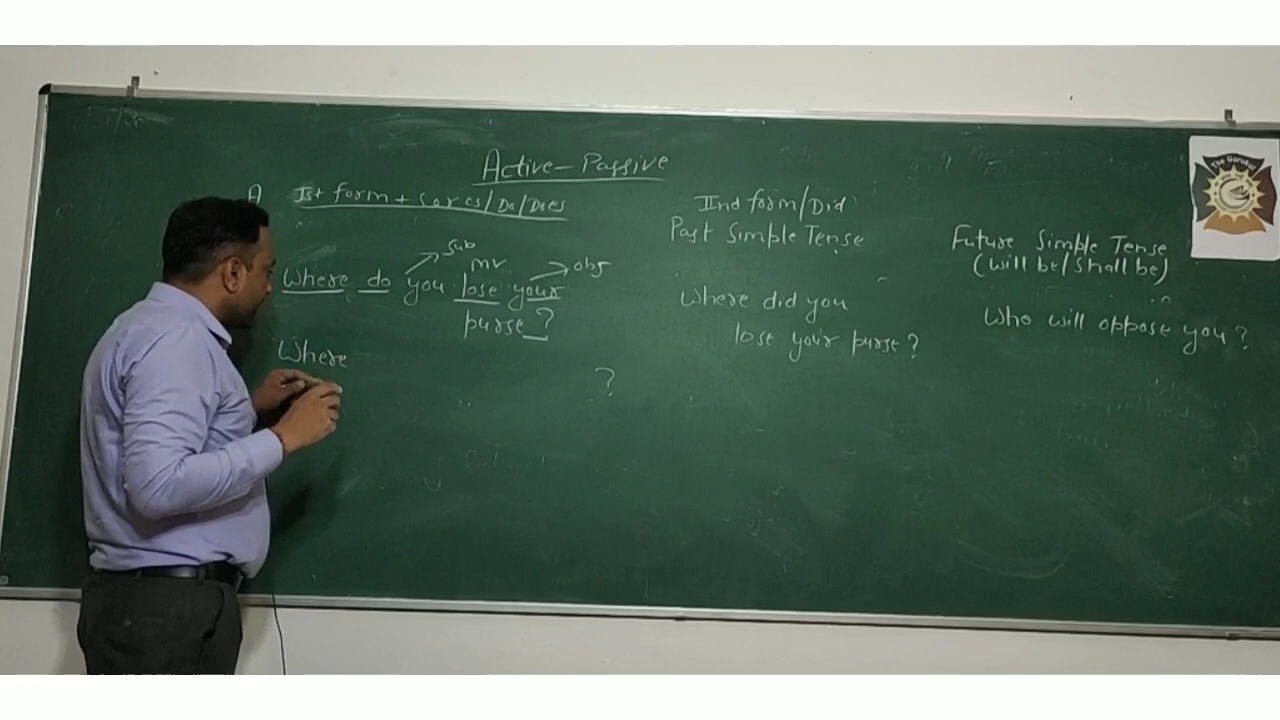 Active-Passive
A Ist form + s or es/Do/Does
Where do you lose your
sub
mv
obj
purse?
Where ?
IInd form/Did
Past Simple Tense
Where did you
lose your purse?
Future Simple Tense
(will be/shall be)
Who will oppose you?
The Gurukul